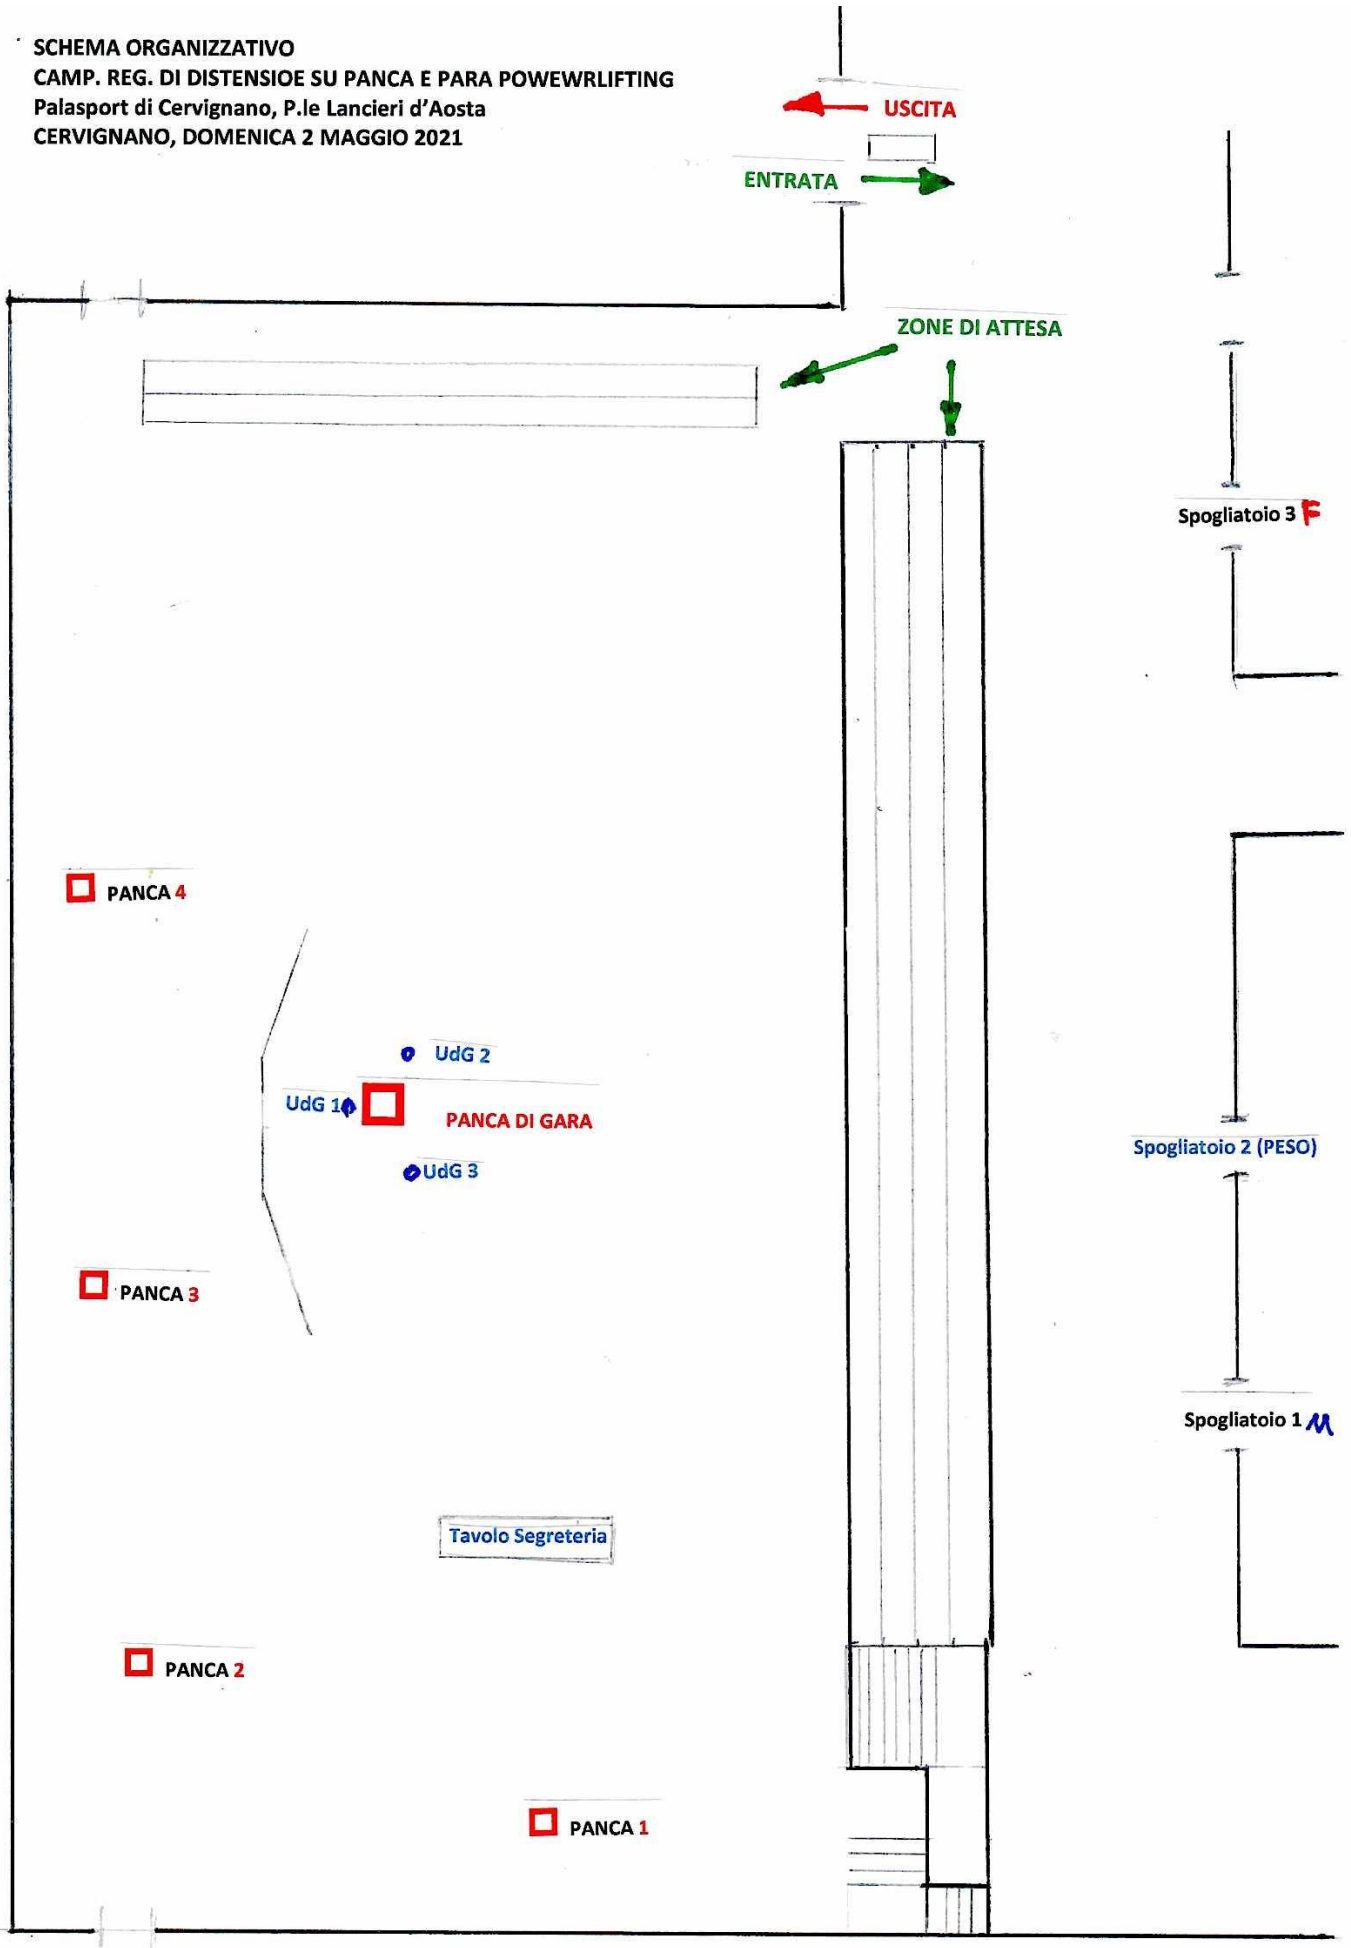 SCHEMA ORGANIZZATIVO
CAMP. REG. DI DISTENSIOE SU PANCA E PARA POWEWRLIFTING
Palasport di Cervignano, P.le Lancieri d'Aosta
CERVIGNANO, DOMENICA 2 MAGGIO 2021
USCITA
ENTRATA
ZONE DI ATTESA
Spogliatoio 3 F
PANCA 4
UdG 2
UdG 1
PANCA DI GARA
Spogliatoio 2 (PESO)
UdG 3
PANCA 3
Spogliatoio 1 M
Tavolo Segreteria
PANCA 2
PANCA 1